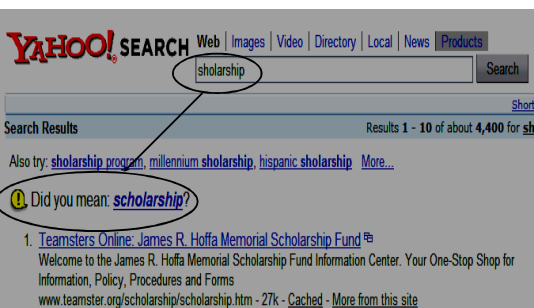 YAHOO! SEARCH
Web | Images | Video | Directory | Local | News | Products
sholarship
Search
Short
Search Results
Results 1 - 10 of about 4,400 for sh
Also try: sholarship program, millennium sholarship, hispanic sholarship More...
Did you mean: scholarship?
1. Teamsters Online: James R. Hoffa Memorial Scholarship Fund
Welcome to the James R. Hoffa Memorial Scholarship Fund Information Center. Your One-Stop Shop for
Information, Policy, Procedures and Forms
www.teamster.org/scholarship/scholarship.htm - 27k - Cached - More from this site